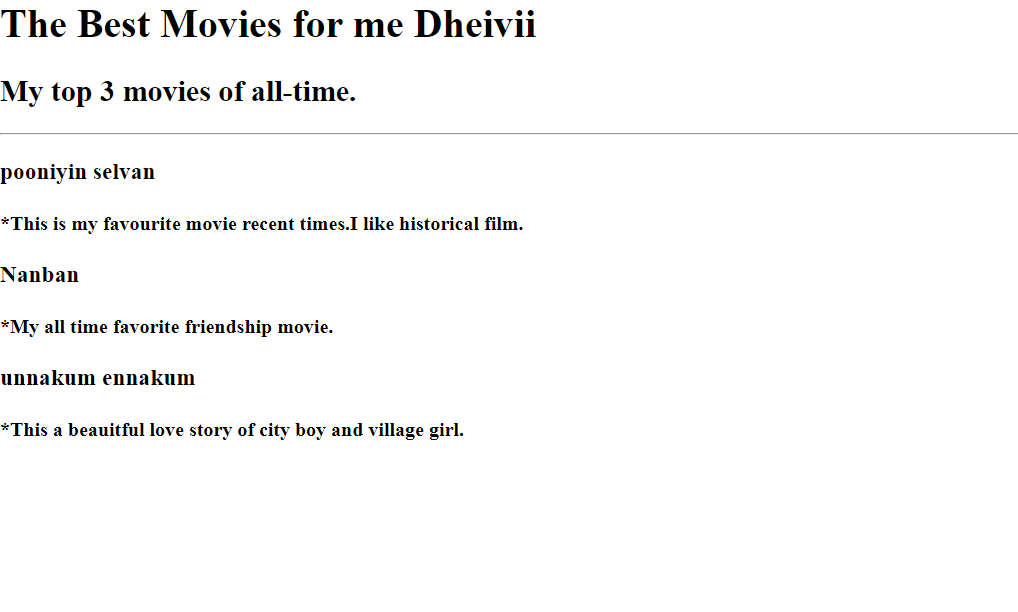 The Best Movies for me Dheivii
My top 3 movies of all-time.
pooniyin selvan
*This is my favourite movie recent times.I like historical film.
Nanban
*My all time favorite friendship movie.
unnakum ennakum
*This a beauitful love story of city boy and village girl.